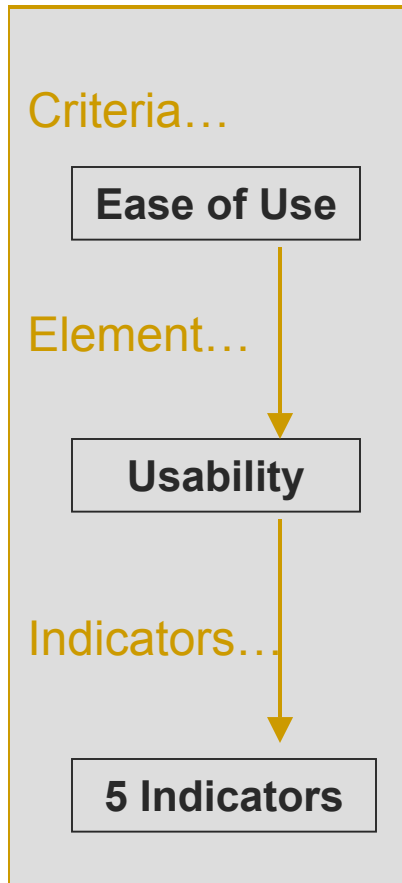 Criteria…
Ease of Use
Element…
Usability
Indicators…
5 Indicators